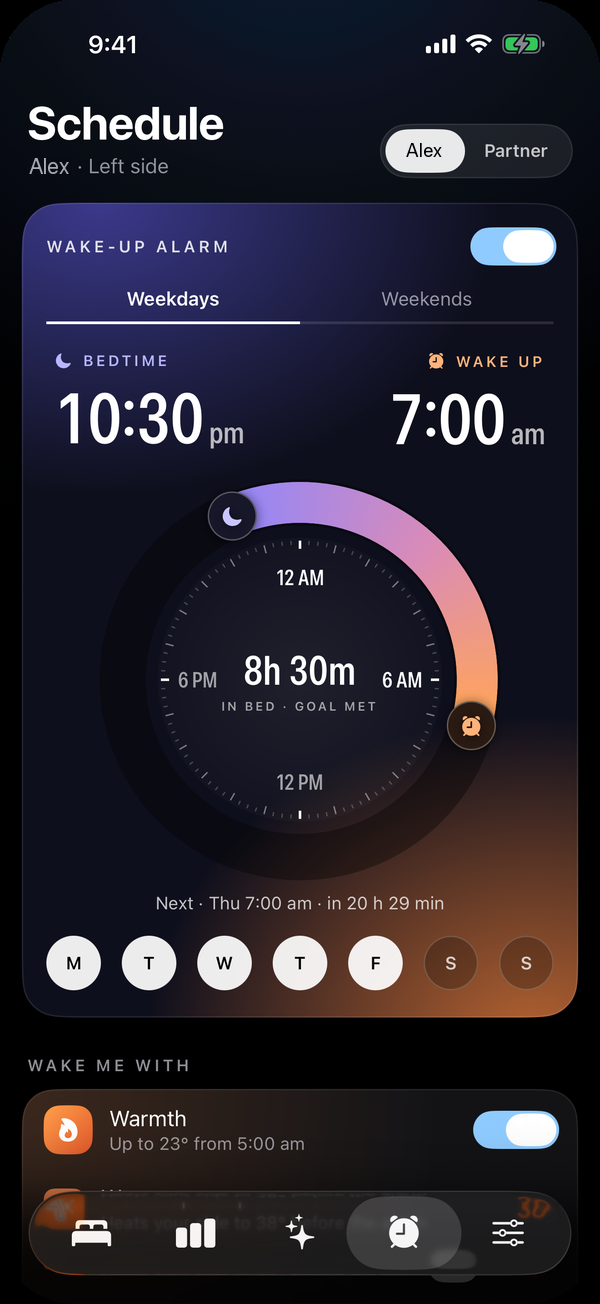 9:41
Schedule
Alex · Left side
Alex
Partner
WAKE-UP ALARM
Weekdays
Weekends
BEDTIME
WAKE UP
10:30 pm
7:00 am
12 AM
6 PM
8h 30m
6 AM
IN BED · GOAL MET
12 PM
Next · Thu 7:00 am · in 20 h 29 min
M T W T F S S
WAKE ME WITH
Warmth
Up to 23° from 5:00 am